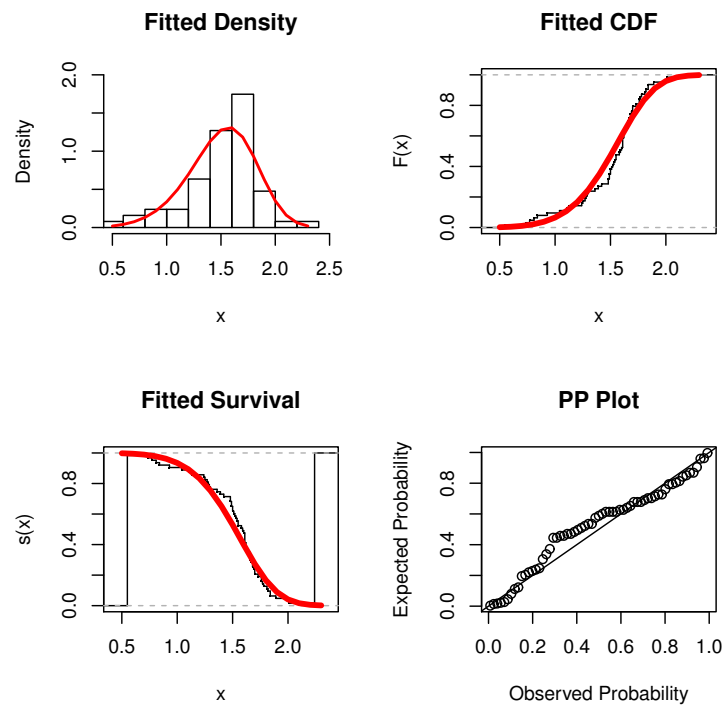 Fitted Density
Density
0.0 1.0 2.0
0.5 1.0 1.5 2.0 2.5
x
Fitted CDF
F(x)
0.0 0.4 0.8
0.5 1.0 1.5 2.0
x
Fitted Survival
s(x)
0.0 0.4 0.8
0.5 1.0 1.5 2.0
x
PP Plot
Expected Probability
0.0 0.4 0.8
0.0 0.2 0.4 0.6 0.8 1.0
Observed Probability